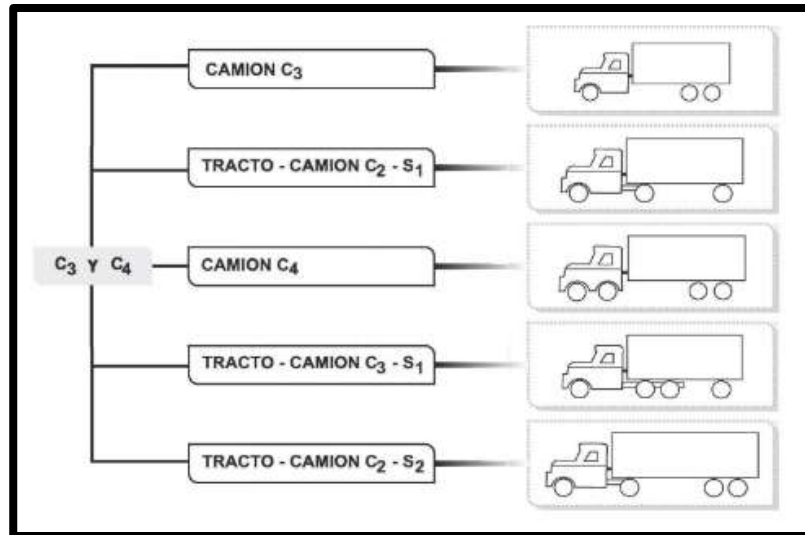 CAMION C₃
TRACTO - CAMION C₂ - S₁
C₃ Y C₄
CAMION C₄
TRACTO - CAMION C₃ - S₁
TRACTO - CAMION C₂ - S₂